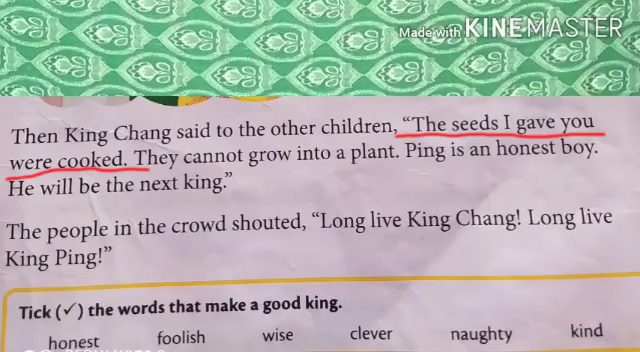 Made with KINEMASTER
Then King Chang said to the other children, “The seeds I gave you
were cooked. They cannot grow into a plant. Ping is an honest boy.
He will be the next king.”
The people in the crowd shouted, “Long live King Chang! Long live
King Ping!”
Tick (✓) the words that make a good king.
honest foolish wise clever naughty kind